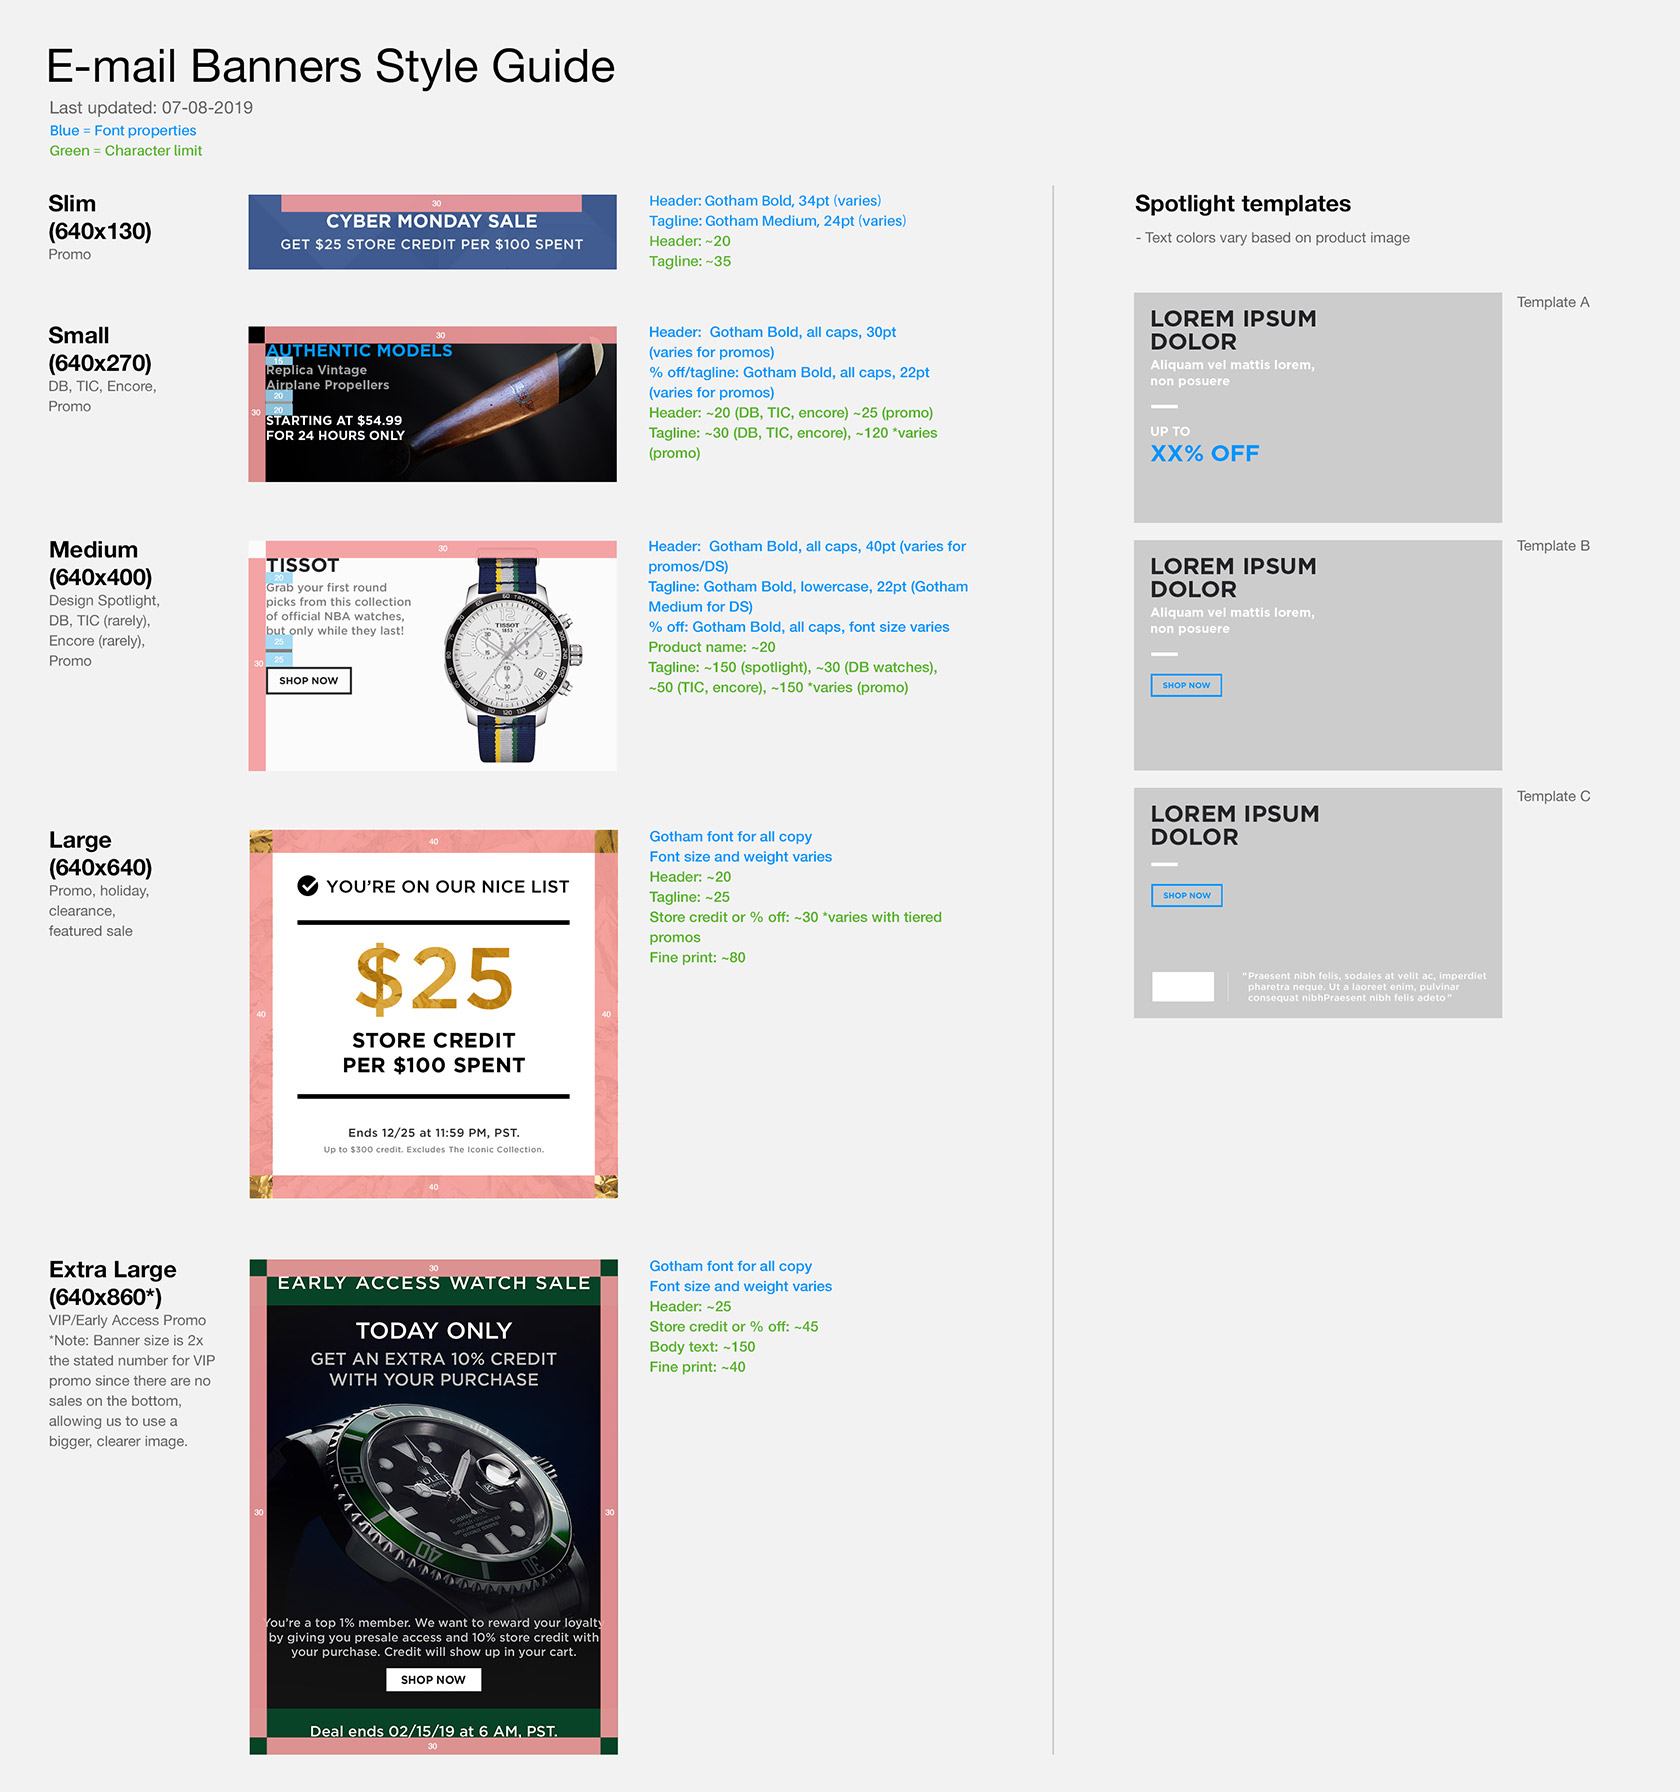 E-mail Banners Style Guide
Last updated: 07-08-2019
Blue = Font properties
Green = Character limit
Slim
(640x130)
Promo
30
CYBER MONDAY SALE
GET $25 STORE CREDIT PER $100 SPENT
Header: Gotham Bold, 34pt (varies)
Tagline: Gotham Medium, 24pt (varies)
Header: ~20
Tagline: ~35
Small
(640x270)
DB, TIC, Encore,
Promo
30
AUTHENTIC MODELS
15
Replica Vintage
Airplane Propellers
20
20
30
STARTING AT $54.99
FOR 24 HOURS ONLY
Header:  Gotham Bold, all caps, 30pt
(varies for promos)
% off/tagline: Gotham Bold, all caps, 22pt
(varies for promos)
Header: ~20 (DB, TIC, encore) ~25 (promo)
Tagline: ~30 (DB, TIC, encore), ~120 *varies
(promo)
Medium
(640x400)
Design Spotlight,
DB, TIC (rarely),
Encore (rarely),
Promo
30
TISSOT
20
Grab your first round
picks from this collection
of official NBA watches,
but only while they last!
25
25
30
SHOP NOW
TACHYMETER
TISSOT
1853
Header:  Gotham Bold, all caps, 40pt (varies for
promos/DS)
Tagline: Gotham Bold, lowercase, 22pt (Gotham
Medium for DS)
% off: Gotham Bold, all caps, font size varies
Product name: ~20
Tagline: ~150 (spotlight), ~30 (DB watches),
~50 (TIC, encore), ~150 *varies (promo)
Large
(640x640)
Promo, holiday,
clearance,
featured sale
40
YOU'RE ON OUR NICE LIST
$25
40
40
STORE CREDIT
PER $100 SPENT
Ends 12/25 at 11:59 PM, PST.
Up to $300 credit. Excludes The Iconic Collection.
40
Gotham font for all copy
Font size and weight varies
Header: ~20
Tagline: ~25
Store credit or % off: ~30 *varies with tiered
promos
Fine print: ~80
Extra Large
(640x860*)
VIP/Early Access Promo
*Note: Banner size is 2x
the stated number for VIP
promo since there are no
sales on the bottom,
allowing us to use a
bigger, clearer image.
30
EARLY ACCESS WATCH SALE
TODAY ONLY
GET AN EXTRA 10% CREDIT
WITH YOUR PURCHASE
ROLEX
50
40
30
30
30
You're a top 1% member. We want to reward your loyalty
by giving you presale access and 10% store credit with
your purchase. Credit will show up in your cart.
SHOP NOW
Deal ends 02/15/19 at 6 AM, PST.
30
Gotham font for all copy
Font size and weight varies
Header: ~25
Store credit or % off: ~45
Body text: ~150
Fine print: ~40
Spotlight templates
- Text colors vary based on product image
Template A
LOREM IPSUM
DOLOR
Aliquam vel mattis lorem,
non posuere
UP TO
XX% OFF
Template B
LOREM IPSUM
DOLOR
Aliquam vel mattis lorem,
non posuere
SHOP NOW
Template C
LOREM IPSUM
DOLOR
SHOP NOW
"Praesent nibh felis, sodales at velit ac, imperdiet
pharetra neque. Ut a laoreet enim, pulvinar
consequat nibhPraesent nibh felis adeto"